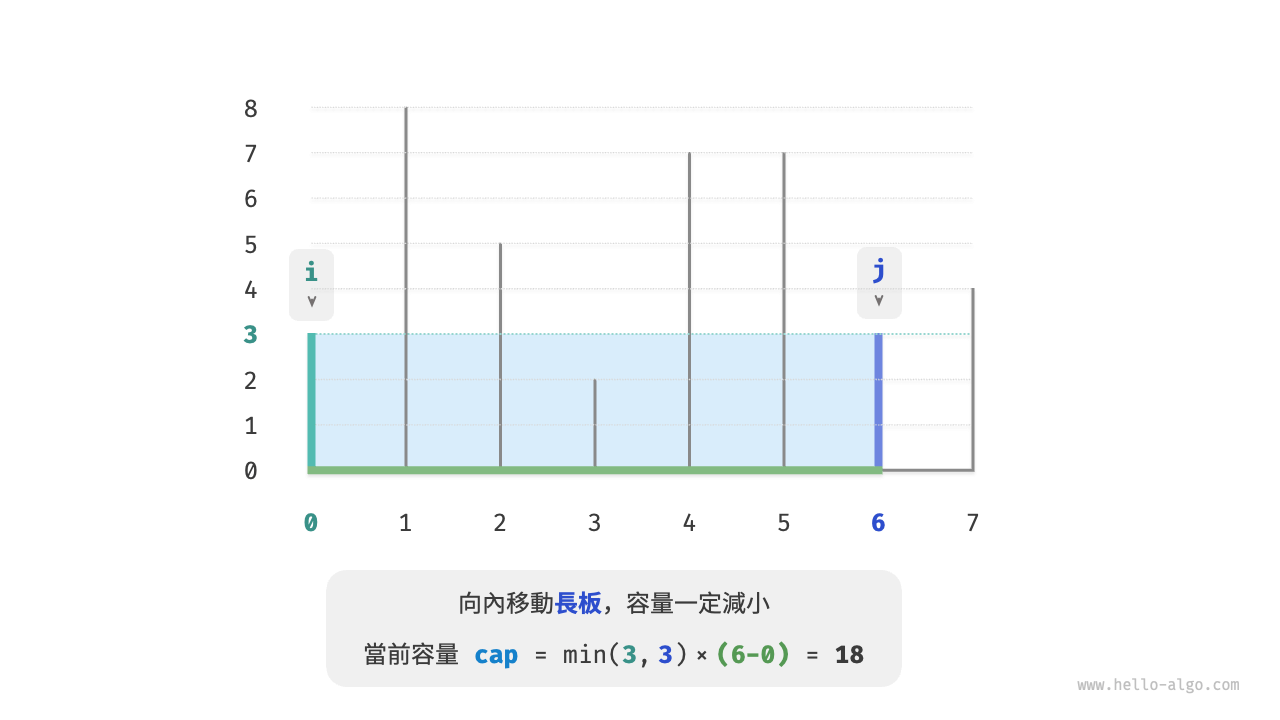 8
7
6
5
4
3
2
1
0
i
j
0 1 2 3 4 5 6 7
向內移動長板，容量一定減小
當前容量 cap = min(3, 3) × (6-0) = 18
www.hello-algo.com